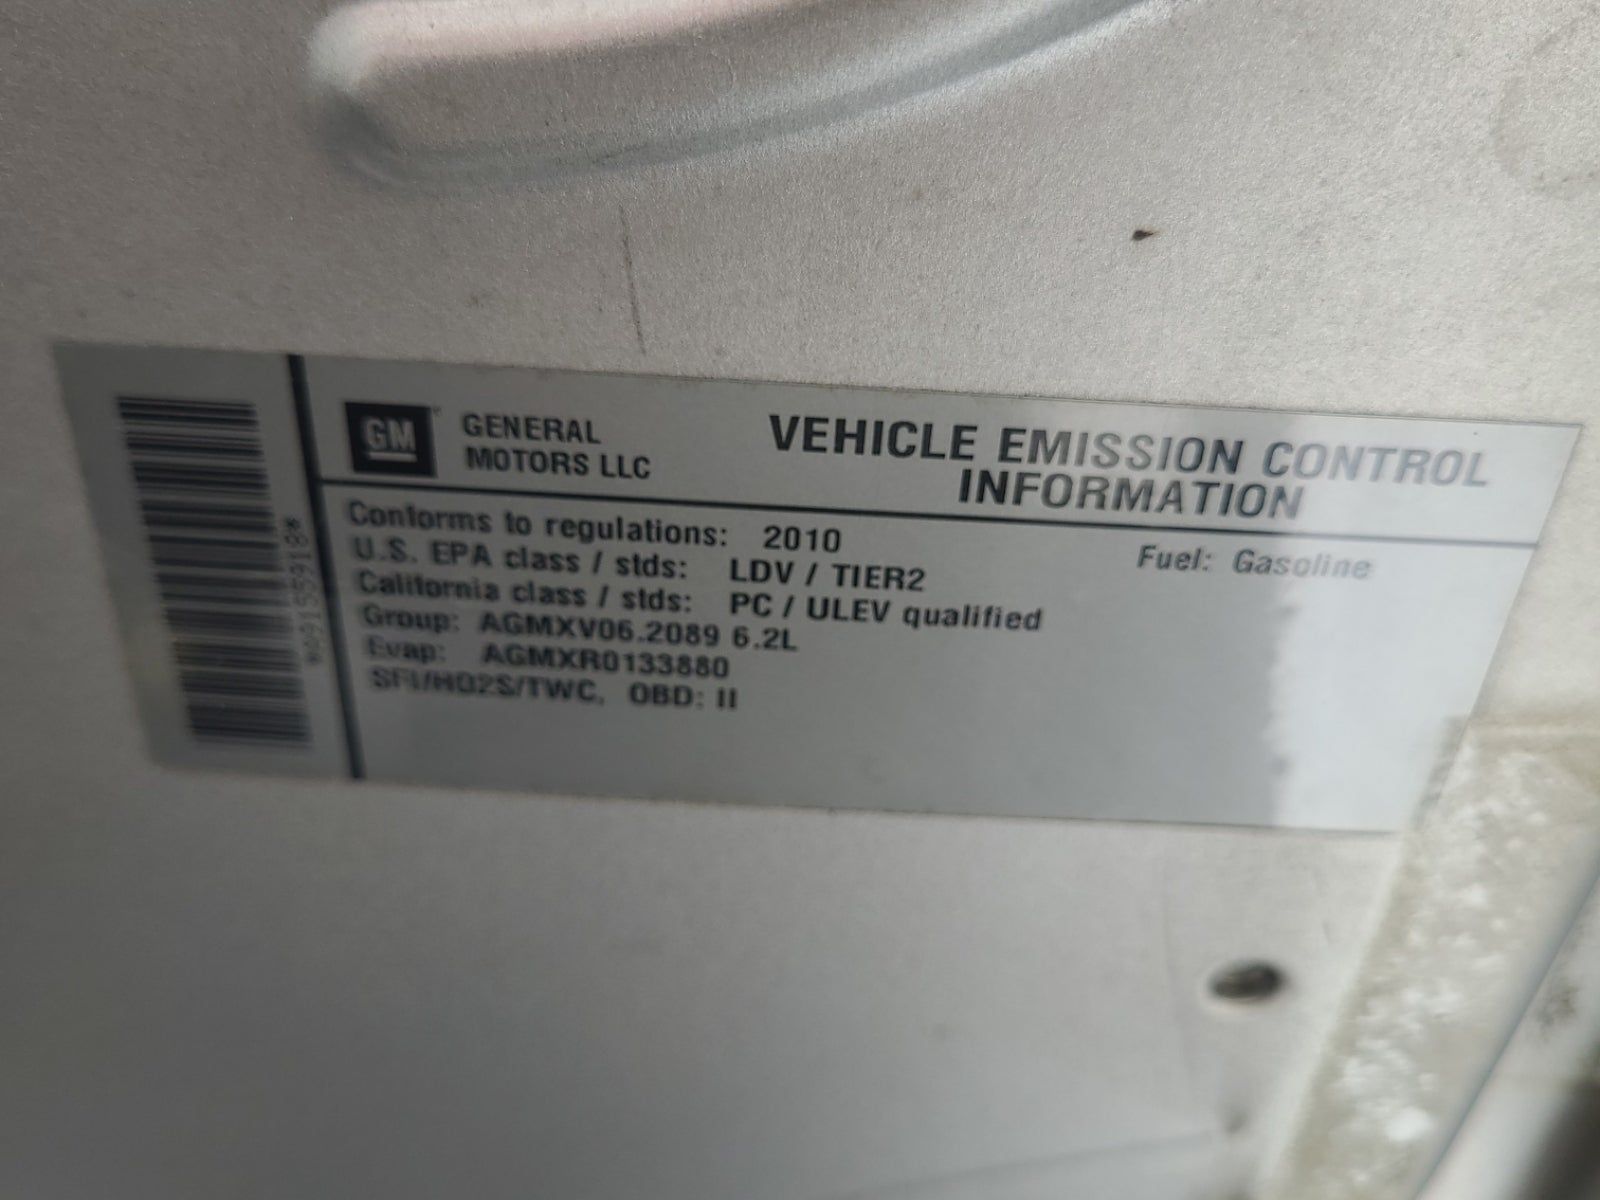 GM GENERAL MOTORS LLC
VEHICLE EMISSION CONTROL
INFORMATION
Conforms to regulations: 2010
Fuel: Gasoline
U.S. EPA class / stds: LDV / TIER2
California class / stds: PC / ULEV qualified
Group: AGMXV06.2089 6.2L
Evap: AGMXR0133880
SFI/HO2S/TWC, OBD: II